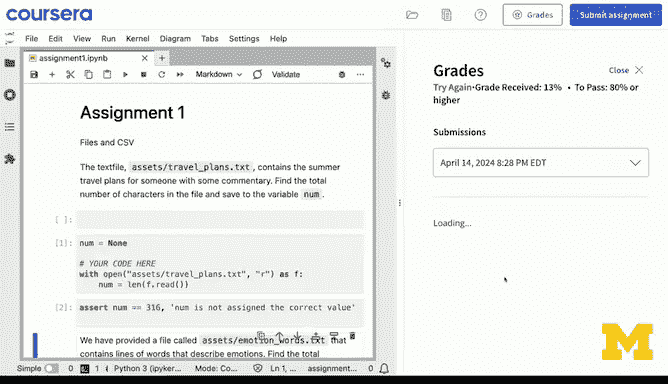 coursera
Grades
Submit assignment
File Edit View Run Kernel Diagram Tabs Settings Help
assignment1.ipynb
Markdown
Validate
Assignment 1
Files and CSV
The textfile, assets/travel_plans.txt, contains the summer
travel plans for someone with some commentary. Find the total
number of characters in the file and save to the variable num.
[ ]:
[1]: num = None
# YOUR CODE HERE
with open("assets/travel_plans.txt", "r") as f:
num = len(f.read())
[2]: assert num == 316, 'num is not assigned the correct value'
We have provided a file called assets/emotion_words.txt that
contains lines of words that describe emotions. Find the total
Simple 0 1 Python 3 (ipyker... Mode: Co... Ln 1, ... assignment... 0
Grades
Close
Try Again•Grade Received: 13% • To Pass: 80% or
higher
Submissions
April 14, 2024 8:28 PM EDT
Loading...
M